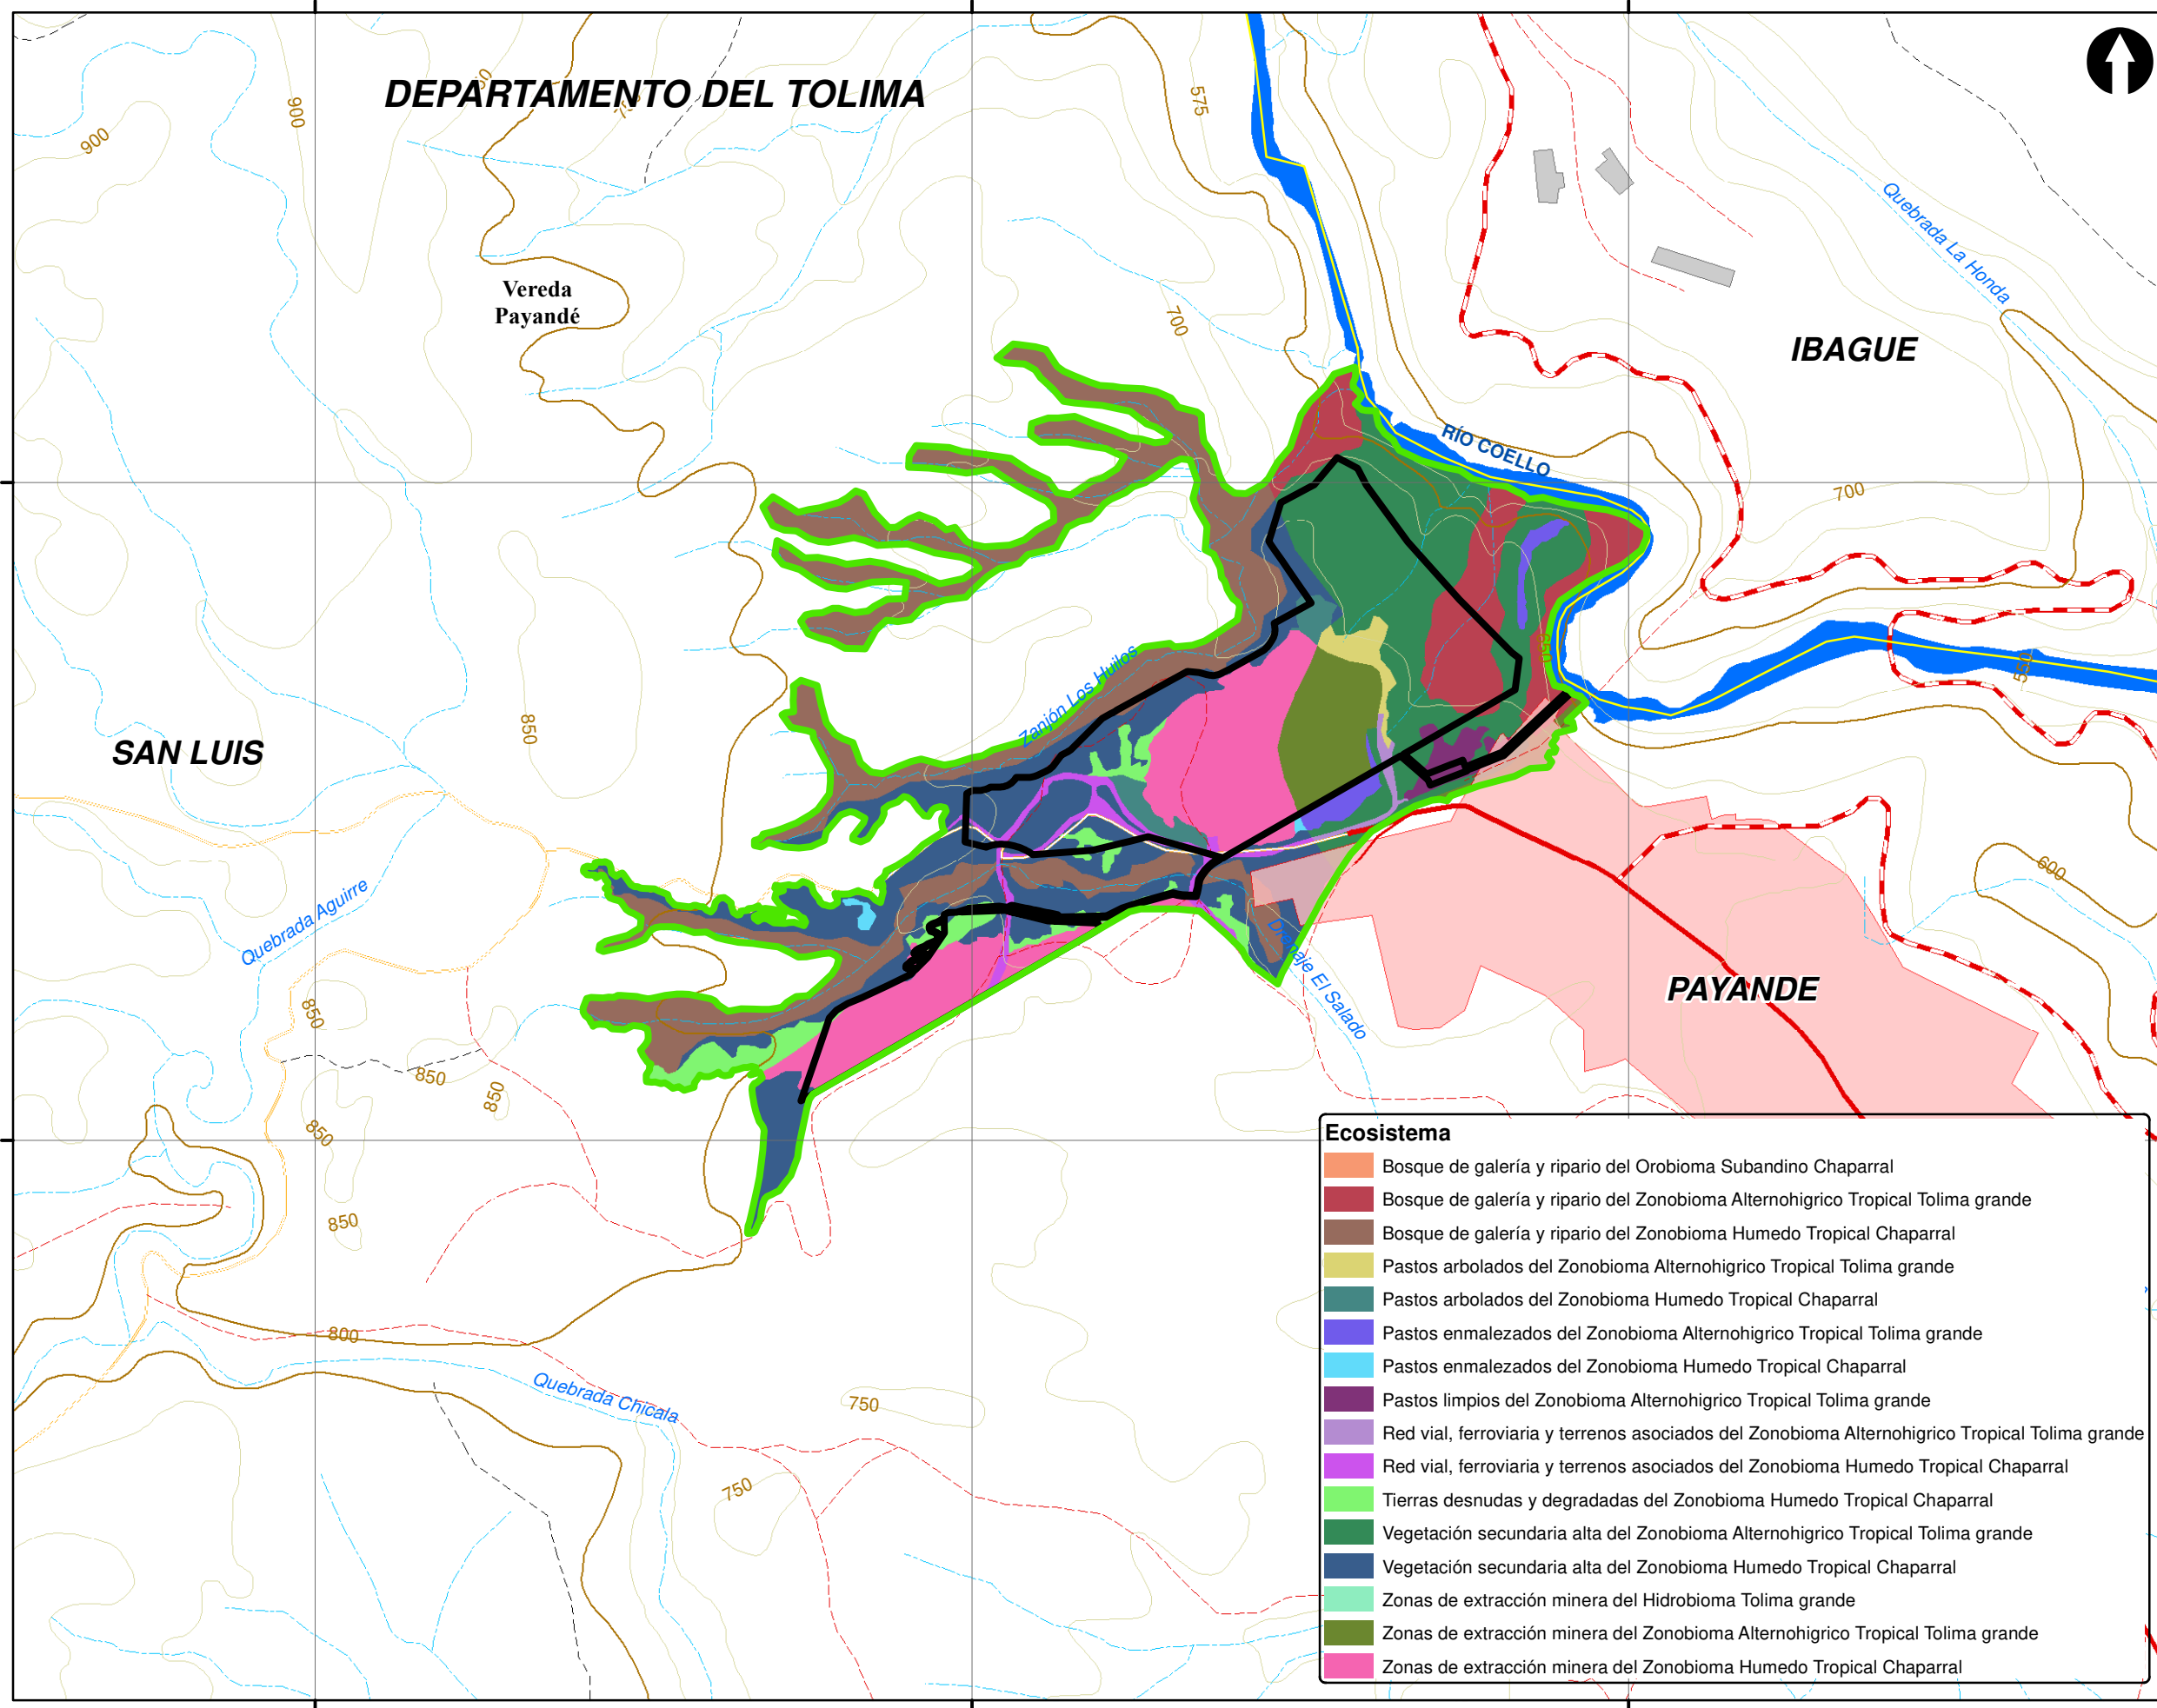 DEPARTAMENTO DEL TOLIMA
900
900
575
Quebrada La Honda
Vereda
Payandé
700
IBAGUE
RÍO COELLO
700
SAN LUIS
850
Zanjón Los Huilos
650
550
600
Quebrada Aguirre
Drenaje El Salado
PAYANDE
850
850
850
850
850
800
Quebrada Chicala
750
750
Ecosistema
Bosque de galería y ripario del Orobioma Subandino Chaparral
Bosque de galería y ripario del Zonobioma Alternohigrico Tropical Tolima grande
Bosque de galería y ripario del Zonobioma Humedo Tropical Chaparral
Pastos arbolados del Zonobioma Alternohigrico Tropical Tolima grande
Pastos arbolados del Zonobioma Humedo Tropical Chaparral
Pastos enmalezados del Zonobioma Alternohigrico Tropical Tolima grande
Pastos enmalezados del Zonobioma Humedo Tropical Chaparral
Pastos limpios del Zonobioma Alternohigrico Tropical Tolima grande
Red vial, ferroviaria y terrenos asociados del Zonobioma Alternohigrico Tropical Tolima grande
Red vial, ferroviaria y terrenos asociados del Zonobioma Humedo Tropical Chaparral
Tierras desnudas y degradadas del Zonobioma Humedo Tropical Chaparral
Vegetación secundaria alta del Zonobioma Alternohigrico Tropical Tolima grande
Vegetación secundaria alta del Zonobioma Humedo Tropical Chaparral
Zonas de extracción minera del Hidrobioma Tolima grande
Zonas de extracción minera del Zonobioma Alternohigrico Tropical Tolima grande
Zonas de extracción minera del Zonobioma Humedo Tropical Chaparral